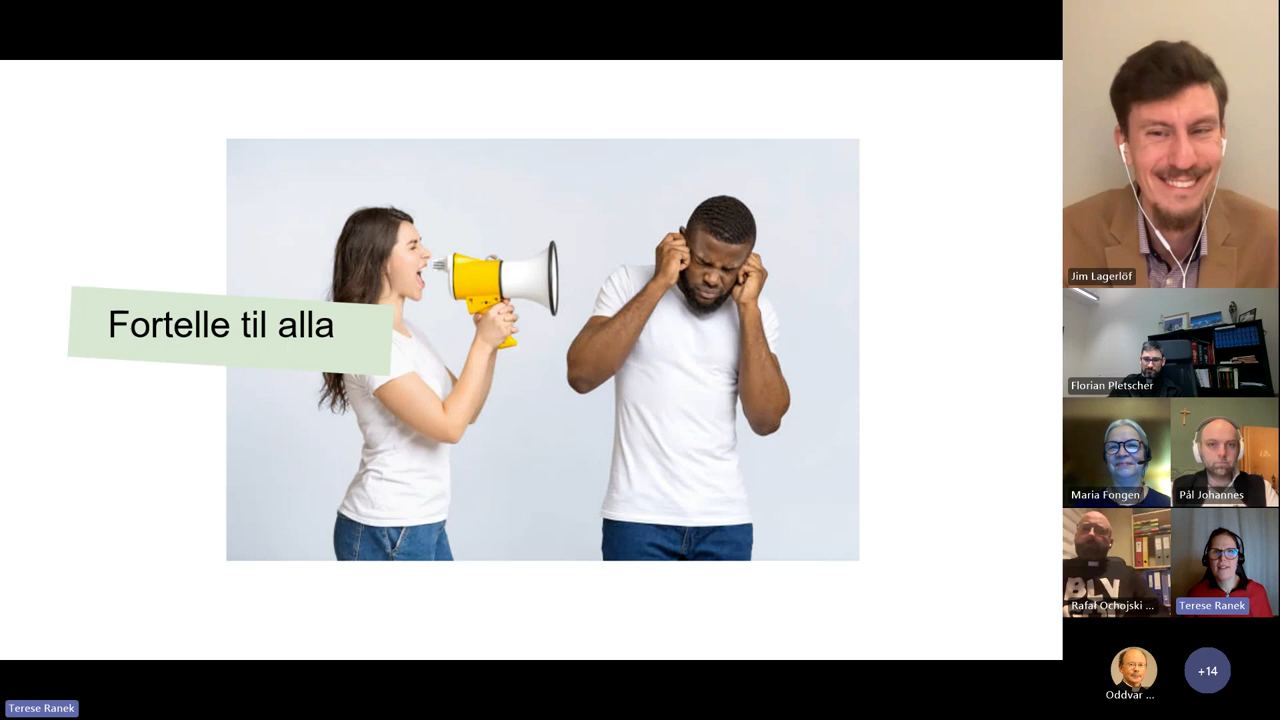 Fortelle til alla
Jim Lagerlöf
Florian Pletscher
Maria Fongen
Pål Johannes
BLV
Rafał Ochojski ...
Terese Ranek
Oddvar ...
+14
Terese Ranek